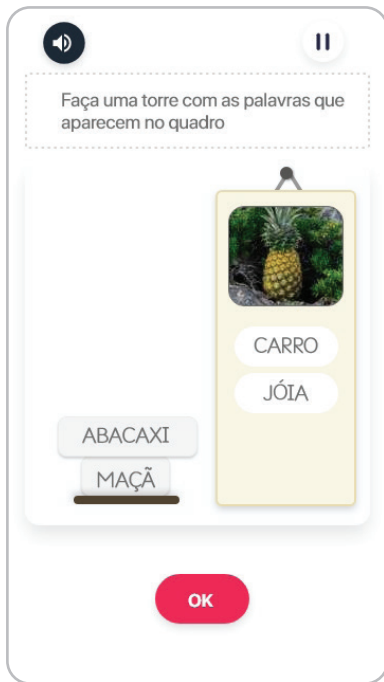 Faça uma torre com as palavras que
aparecem no quadro
CARRO
JÓIA
ABACAXI
MAÇÃ
OK